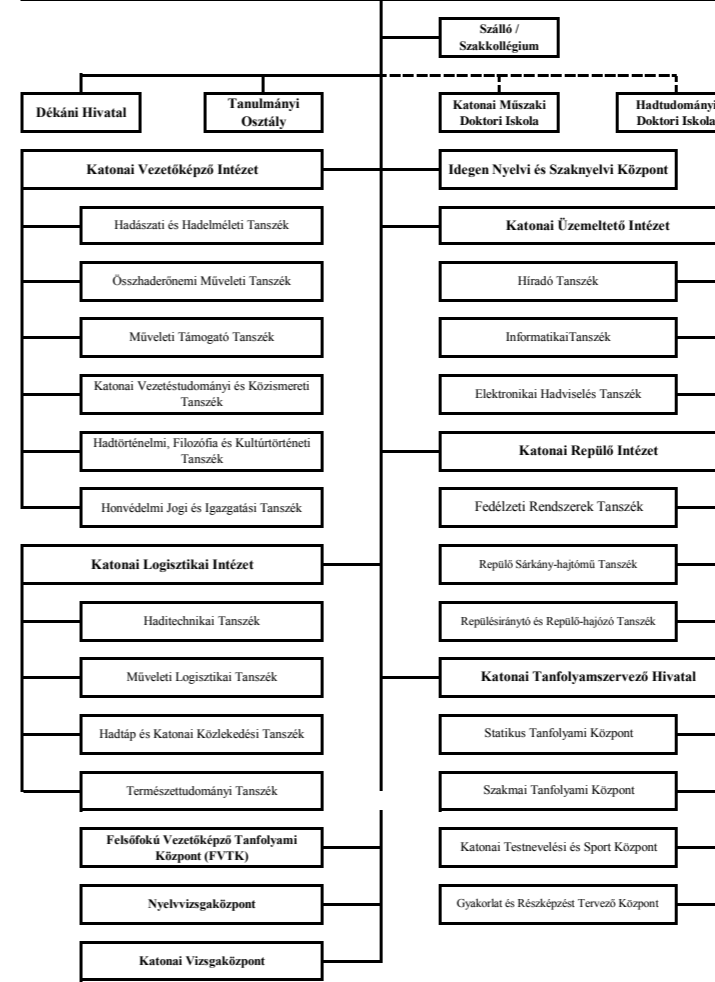 Szálló /
Szakkollégium
Dékáni Hivatal
Tanulmányi
Osztály
Katonai Műszaki
Doktori Iskola
Hadtudományi
Doktori Iskola
Katonai Vezetőképző Intézet
Idegen Nyelvi és Szaknyelvi Központ
Hadászati és Hadelméleti Tanszék
Összhaderőnemi Műveleti Tanszék
Műveleti Támogató Tanszék
Katonai Vezetéstudományi és Közismereti
Tanszék
Hadtörténelmi, Filozófia és Kultúrtörténeti
Tanszék
Honvédelmi Jogi és Igazgatási Tanszék
Katonai Üzemeltető Intézet
Híradó Tanszék
InformatikaiTanszék
Elektronikai Hadviselés Tanszék
Katonai Repülő Intézet
Fedélzeti Rendszerek Tanszék
Repülő Sárkány-hajtómű Tanszék
Repülésiránytó és Repülő-hajózó Tanszék
Katonai Logisztikai Intézet
Haditechnikai Tanszék
Műveleti Logisztikai Tanszék
Hadtáp és Katonai Közlekedési Tanszék
Természettudományi Tanszék
Katonai Tanfolyamszervező Hivatal
Statikus Tanfolyami Központ
Szakmai Tanfolyami Központ
Katonai Testnevelési és Sport Központ
Gyakorlat és Részképzést Tervező Központ
Felsőfokú Vezetőképző Tanfolyami
Központ (FVTK)
Nyelvvizsgaközpont
Katonai Vizsgaközpont